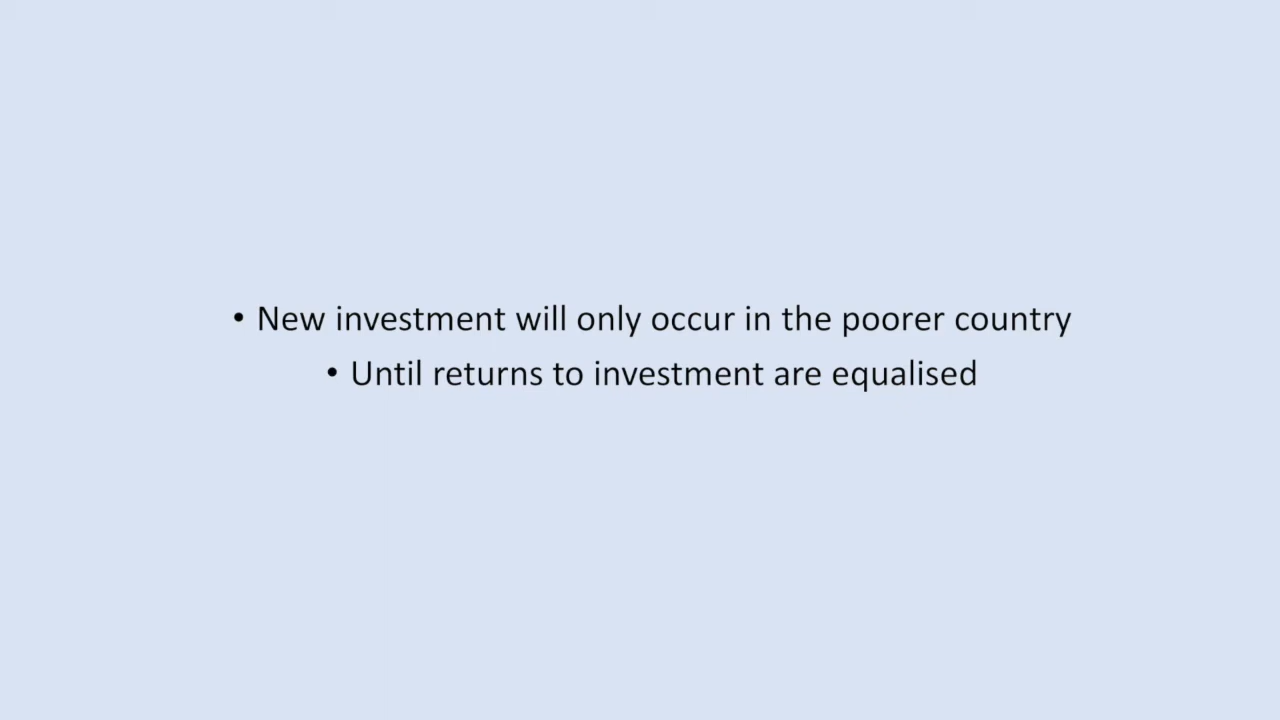 • New investment will only occur in the poorer country
• Until returns to investment are equalised